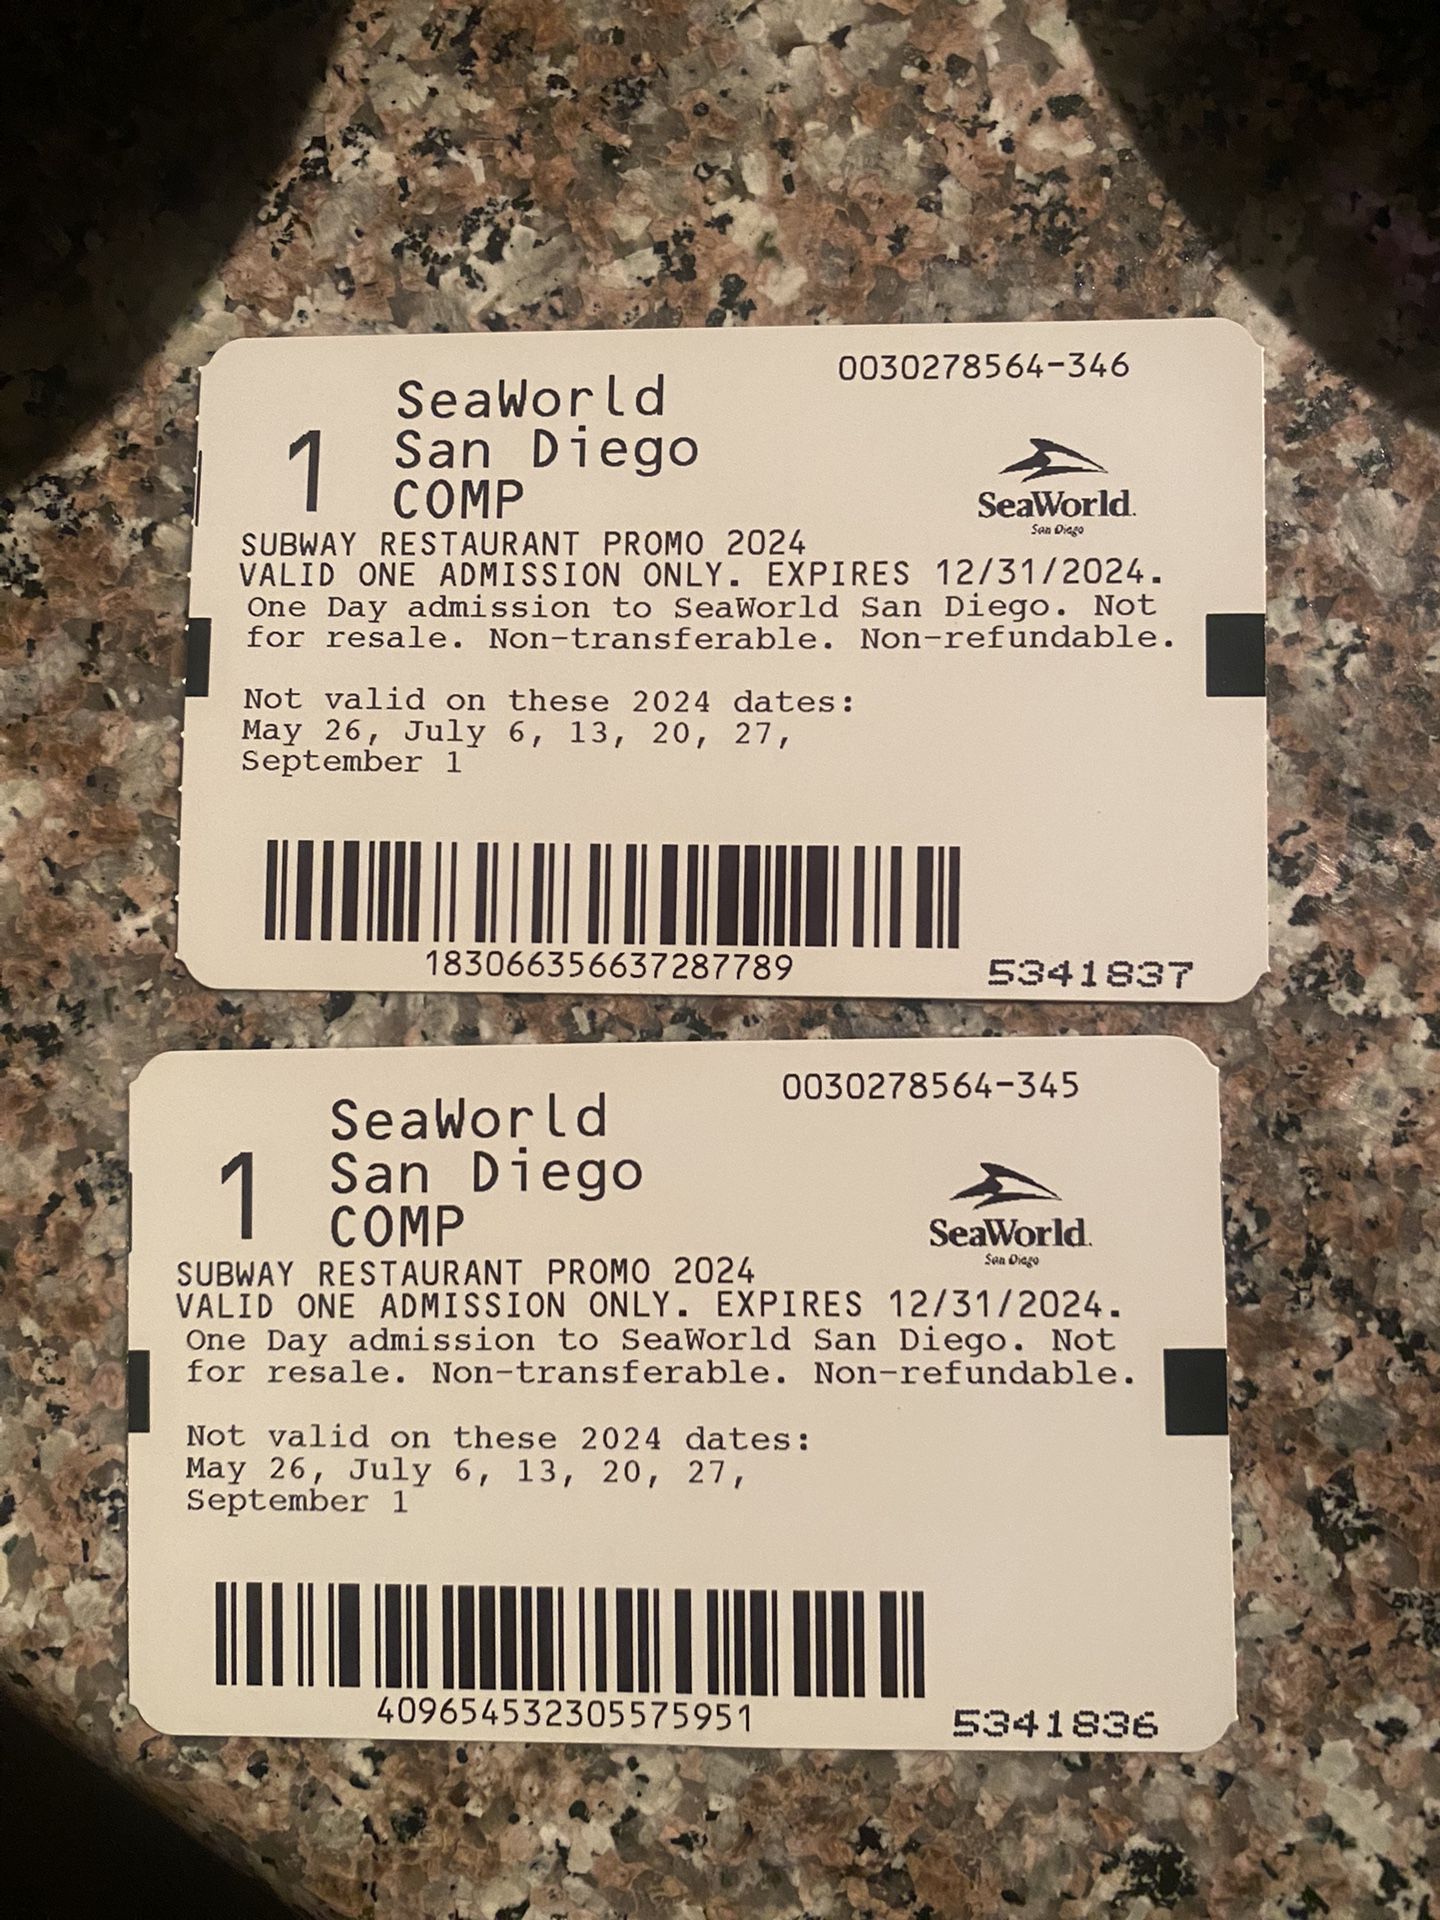 0030278564-346
SeaWorld
San Diego
1
COMP
SeaWorld.
San Diego
SUBWAY RESTAURANT PROMO 2024
VALID ONE ADMISSION ONLY. EXPIRES 12/31/2024.
One Day admission to SeaWorld San Diego. Not
for resale. Non-transferable. Non-refundable.
Not valid on these 2024 dates:
May 26, July 6, 13, 20, 27,
September 1
183066356637287789
5341837
0030278564-345
SeaWorld
San Diego
1
COMP
SeaWorld.
San Diego
SUBWAY RESTAURANT PROMO 2024
VALID ONE ADMISSION ONLY. EXPIRES 12/31/2024.
One Day admission to SeaWorld San Diego. Not
for resale. Non-transferable. Non-refundable.
Not valid on these 2024 dates:
May 26, July 6, 13, 20, 27,
September 1
409654532305575951
5341836